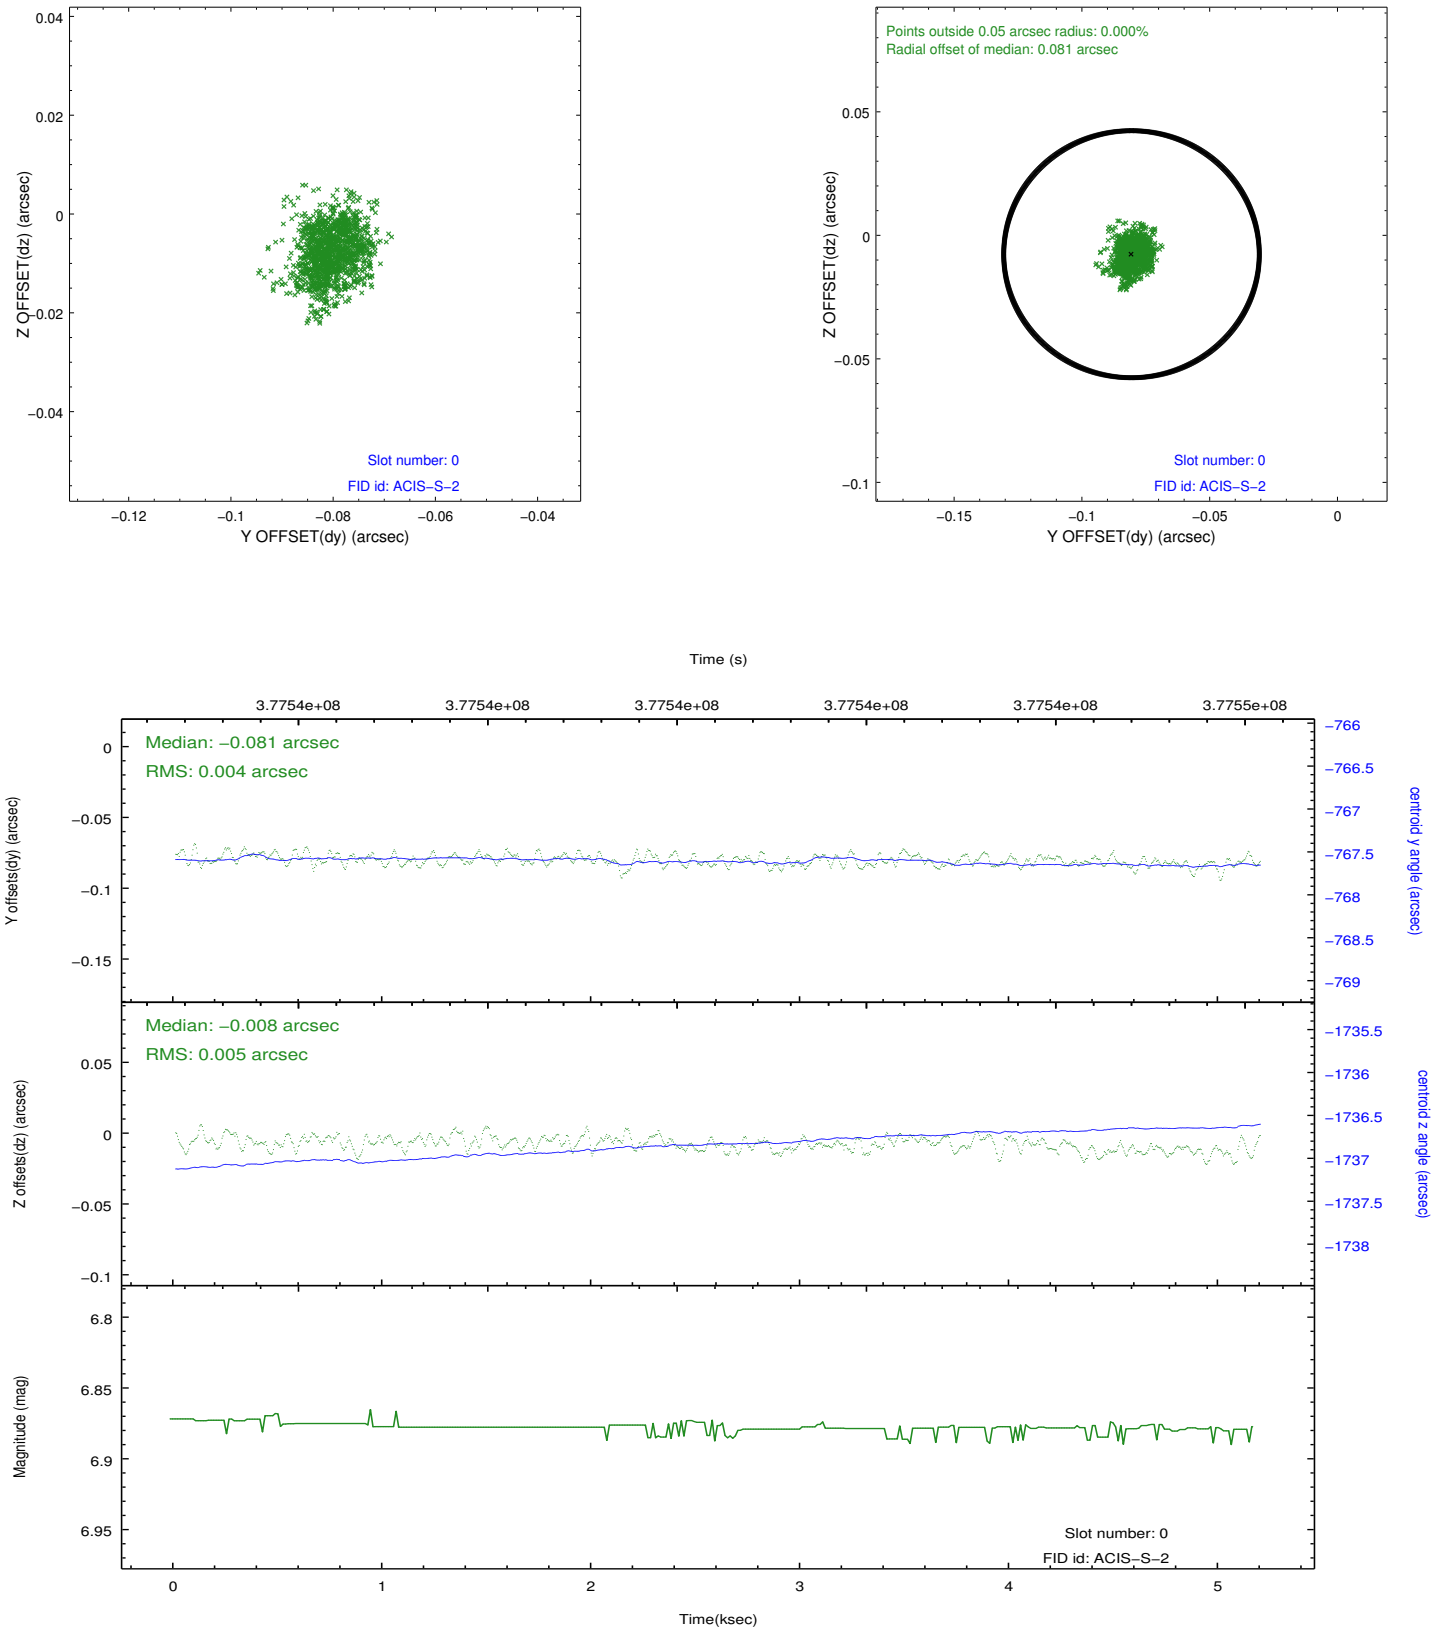 0.04
0.02
0
−0.02
−0.04
Z OFFSET(dz) (arcsec)
Slot number: 0
FID id: ACIS−S−2
−0.12
−0.1
−0.08
−0.06
−0.04
Y OFFSET(dy) (arcsec)
Points outside 0.05 arcsec radius: 0.000%
Radial offset of median: 0.081 arcsec
0.05
0
−0.05
−0.1
Z OFFSET(dz) (arcsec)
Slot number: 0
FID id: ACIS−S−2
−0.15
−0.1
−0.05
0
Y OFFSET(dy) (arcsec)
Time (s)
3.7754e+08
3.7754e+08
3.7754e+08
3.7754e+08
3.7754e+08
3.7755e+08
Median: −0.081 arcsec
RMS: 0.004 arcsec
0
−0.05
−0.1
−0.15
Y offsets(dy) (arcsec)
−766
−766.5
−767
−767.5
−768
−768.5
−769
centroid y angle (arcsec)
Median: −0.008 arcsec
RMS: 0.005 arcsec
0.05
0
−0.05
−0.1
Z offsets(dz) (arcsec)
−1735.5
−1736
−1736.5
−1737
−1737.5
−1738
centroid z angle (arcsec)
6.8
6.85
6.9
6.95
Magnitude (mag)
Slot number: 0
FID id: ACIS−S−2
0
1
2
3
4
5
Time(ksec)